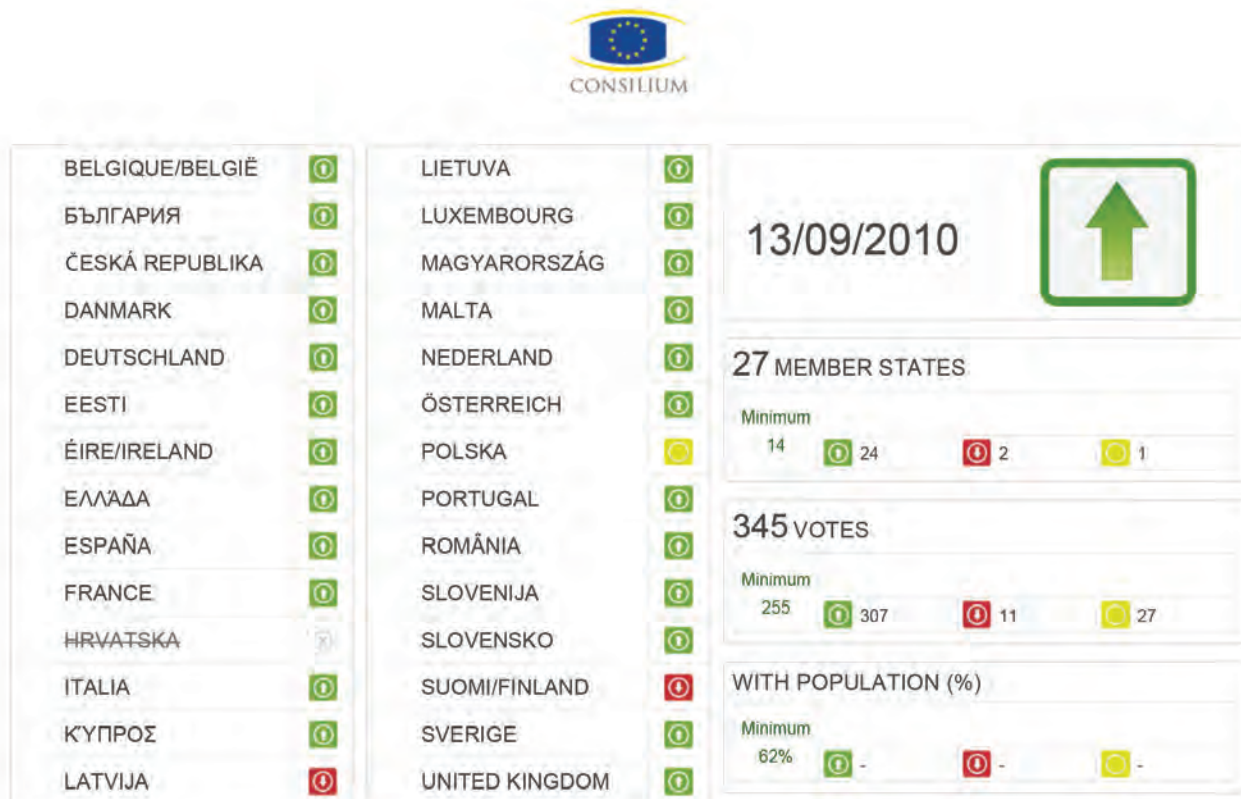 CONSILIUM
BELGIQUE/BELGIË
БЪЛГАРИЯ
ČESKÁ REPUBLIKA
DANMARK
DEUTSCHLAND
EESTI
ÉIRE/IRELAND
ΕΛΛΆΔΑ
ESPAÑA
FRANCE
HRVATSKA
ITALIA
ΚΎΠΡΟΣ
LATVIJA
LIETUVA
LUXEMBOURG
MAGYARORSZÁG
MALTA
NEDERLAND
ÖSTERREICH
POLSKA
PORTUGAL
ROMÂNIA
SLOVENIJA
SLOVENSKO
SUOMI/FINLAND
SVERIGE
UNITED KINGDOM
13/09/2010
27 MEMBER STATES
Minimum
14 24 2 1
345 VOTES
Minimum
255 307 11 27
WITH POPULATION (%)
Minimum
62% - - -